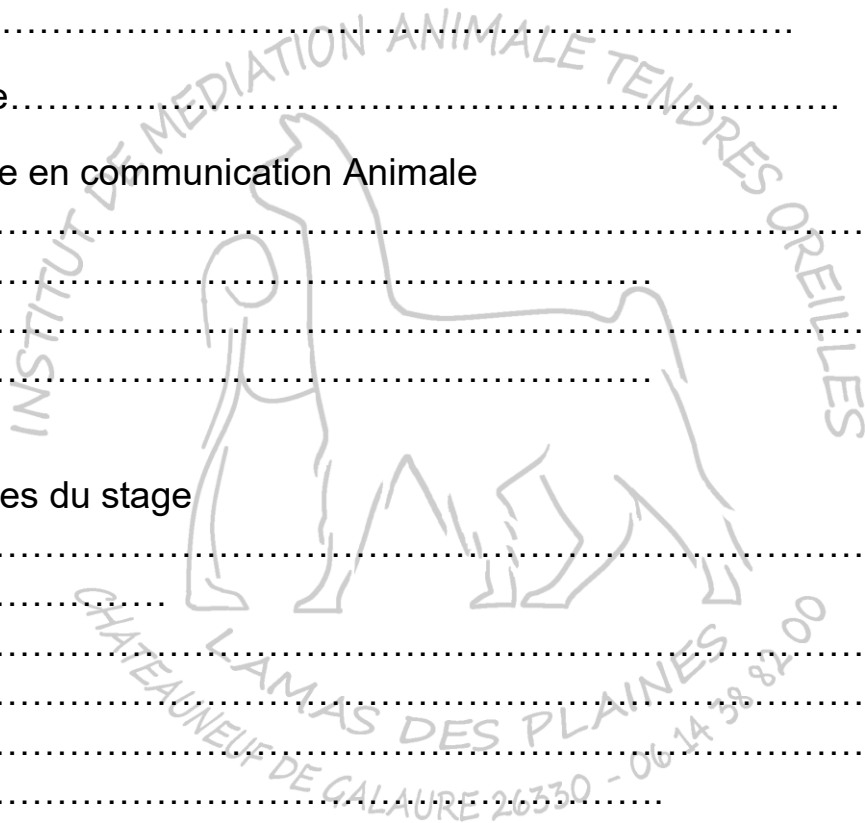 INSTITUT DE MEDIATION ANIMALE TENDRES OREILLES
……………………………………………………………….
e……………………………………………………………….
e en communication Animale
……………………………………………………………………
………………………………………………….
……………………………………………………………………
………………………………………………….
es du stage
……………………………………………………………………
…………….
……………………………………………………………………
……………………………………………………………………
……………………………………………………………………
…………………………………………………….
LAMAS DES PLAINES
CHATEAUNEUF DE GALAURE 26330 - 06 14 38 82 00